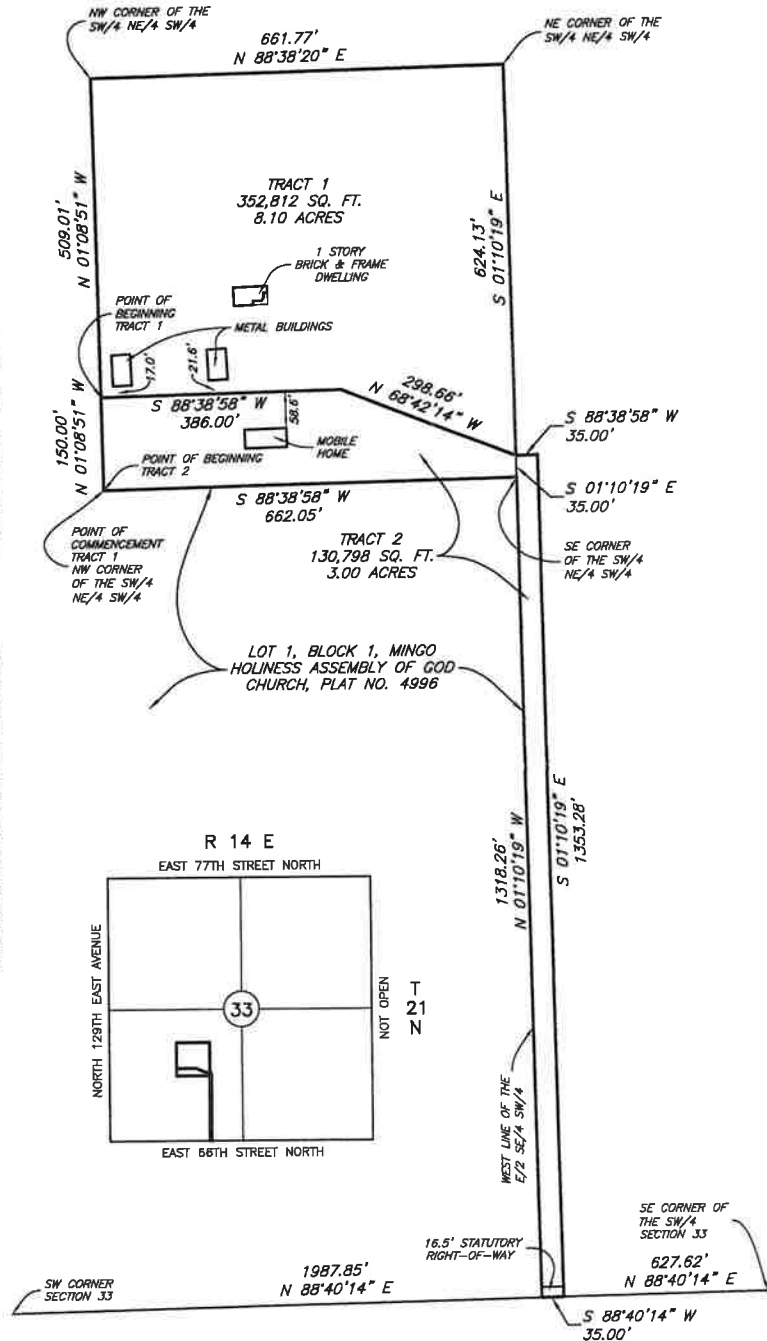 NW CORNER OF THE
SW/4 NE/4 SW/4
661.77'
N 88°38'20" E
NE CORNER OF THE
SW/4 NE/4 SW/4
509.01'
N 01°08'51" W
TRACT 1
352,812 SQ. FT.
8.10 ACRES
624.13'
S 01°10'19" E
1 STORY
BRICK & FRAME
DWELLING
POINT OF
BEGINNING
TRACT 1
METAL BUILDINGS
17.0'
21.6'
S 88°38'58" W
386.00'
58.6'
298.66'
N 68°42'14" W
S 88°38'58" W
35.00'
150.00'
N 01°08'51" W
POINT OF BEGINNING
TRACT 2
MOBILE
HOME
S 01°10'19" E
35.00'
S 88°38'58" W
662.05'
POINT OF
COMMENCEMENT
TRACT 1
NW CORNER
OF THE SW/4
NE/4 SW/4
TRACT 2
130,798 SQ. FT.
3.00 ACRES
SE CORNER
OF THE SW/4
NE/4 SW/4
LOT 1, BLOCK 1, MINGO
HOLINESS ASSEMBLY OF GOD
CHURCH, PLAT NO. 4996
1318.26'
N 01°10'19" W
S 01°10'19" E
1353.28'
R 14 E
EAST 77TH STREET NORTH
NORTH 129TH EAST AVENUE
33
NOT OPEN
T
21
N
EAST 66TH STREET NORTH
WEST LINE OF THE
E/2 SE/4 SW/4
16.5' STATUTORY
RIGHT-OF-WAY
SE CORNER OF
THE SW/4
SECTION 33
SW CORNER
SECTION 33
1987.85'
N 88°40'14" E
627.62'
N 88°40'14" E
S 88°40'14" W
35.00'